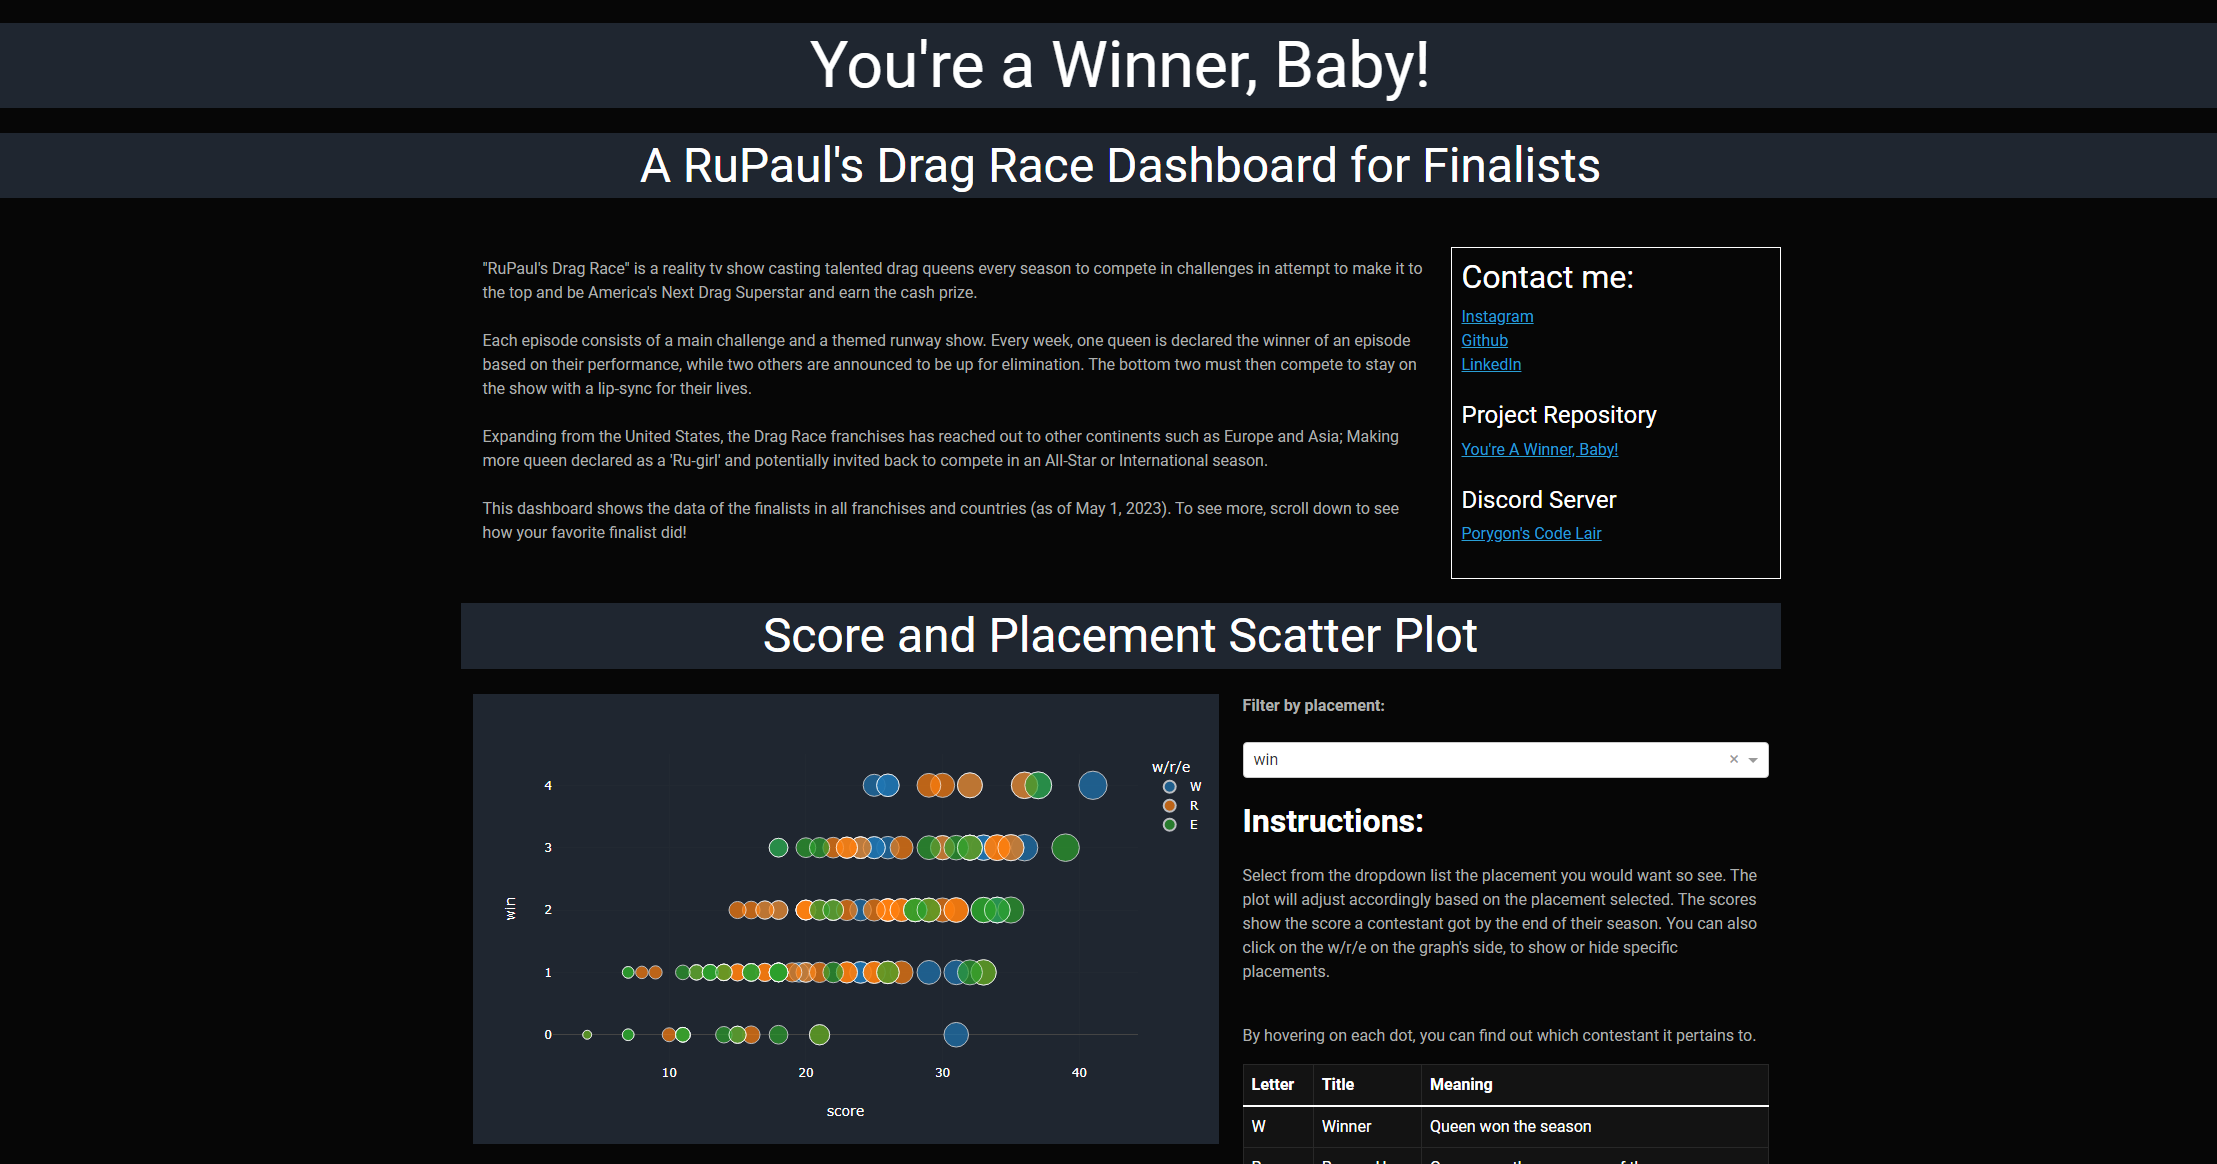 You're a Winner, Baby!
A RuPaul's Drag Race Dashboard for Finalists
"RuPaul's Drag Race" is a reality tv show casting talented drag queens every season to compete in challenges in attempt to make it to
the top and be America's Next Drag Superstar and earn the cash prize.
Each episode consists of a main challenge and a themed runway show. Every week, one queen is declared the winner of an episode
based on their performance, while two others are announced to be up for elimination. The bottom two must then compete to stay on
the show with a lip-sync for their lives.
Expanding from the United States, the Drag Race franchises has reached out to other continents such as Europe and Asia; Making
more queen declared as a 'Ru-girl' and potentially invited back to compete in an All-Star or International season.
This dashboard shows the data of the finalists in all franchises and countries (as of May 1, 2023). To see more, scroll down to see
how your favorite finalist did!
Contact me:
Instagram
Github
LinkedIn
Project Repository
You're A Winner, Baby!
Discord Server
Porygon's Code Lair
Score and Placement Scatter Plot
w/r/e
W
R
E
4
3
2
1
0
win
10 20 30 40
score
Filter by placement:
win
Instructions:
Select from the dropdown list the placement you would want so see. The
plot will adjust accordingly based on the placement selected. The scores
show the score a contestant got by the end of their season. You can also
click on the w/r/e on the graph's side, to show or hide specific
placements.
By hovering on each dot, you can find out which contestant it pertains to.
Letter Title Meaning
W Winner Queen won the season